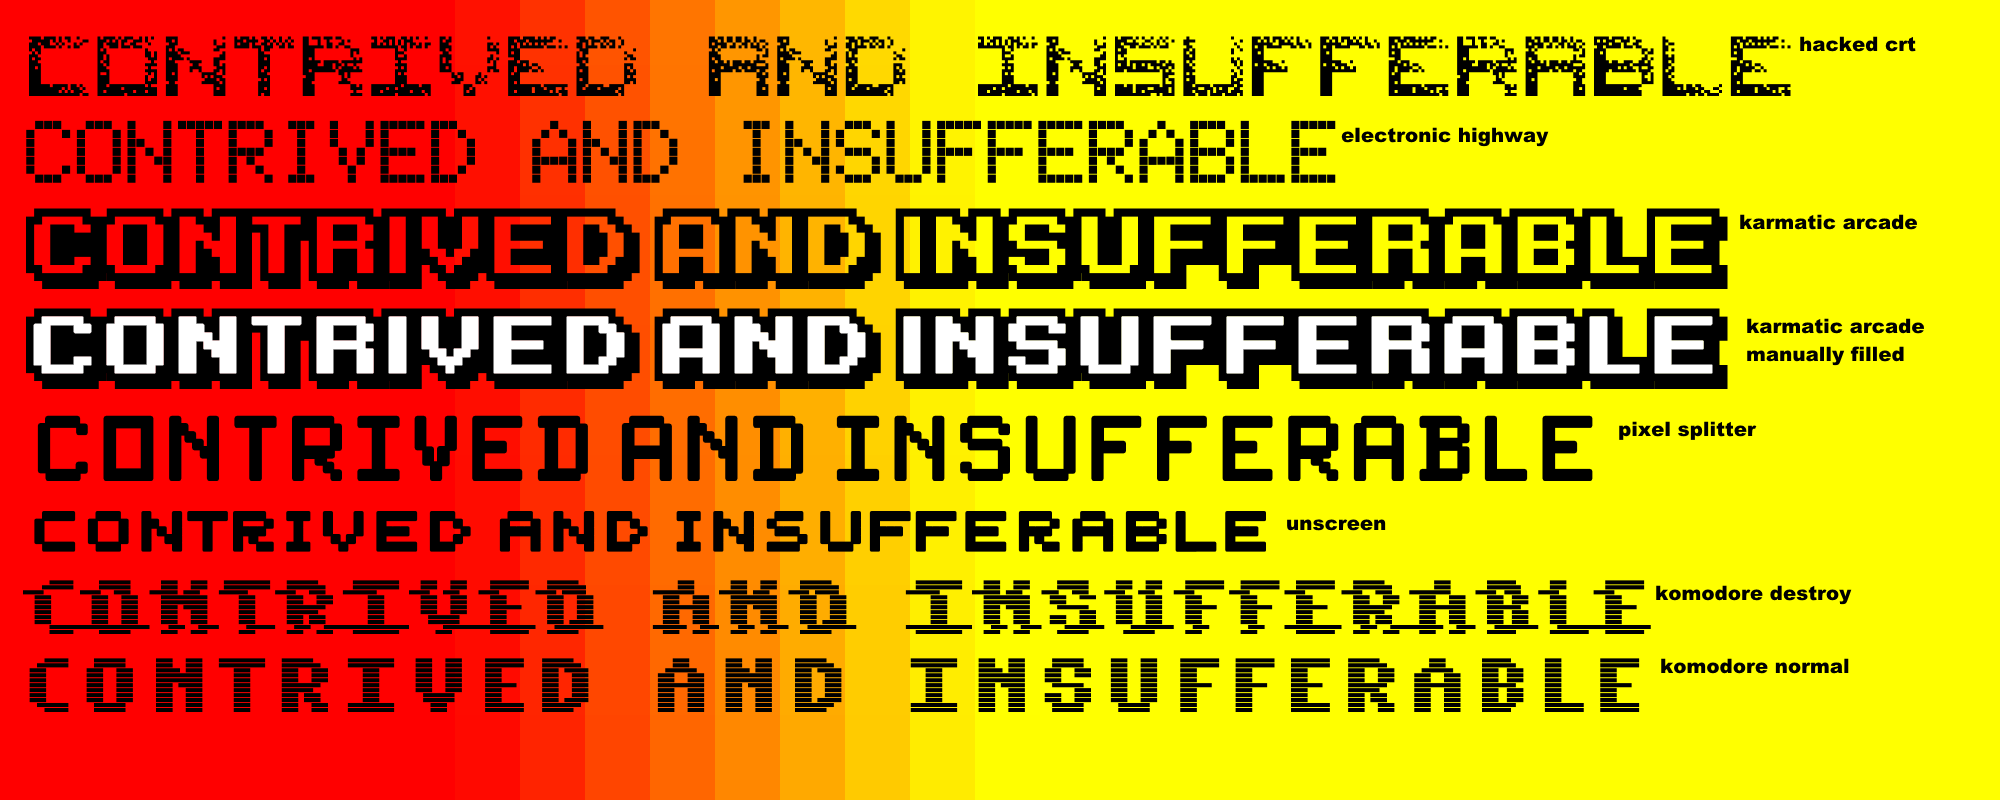 CONTRIVED AND INSUFFERABLE hacked crt
CONTRIVED AND INSUFFERABLE electronic highway
CONTRIVED AND INSUFFERABLE karmatic arcade
CONTRIVED AND INSUFFERABLE karmatic arcade
manually filled
CONTRIVED AND INSUFFERABLE pixel splitter
CONTRIVED AND INSUFFERABLE unscreen
CONTRIVED AND INSUFFERABLE komodore destroy
CONTRIVED AND INSUFFERABLE komodore normal